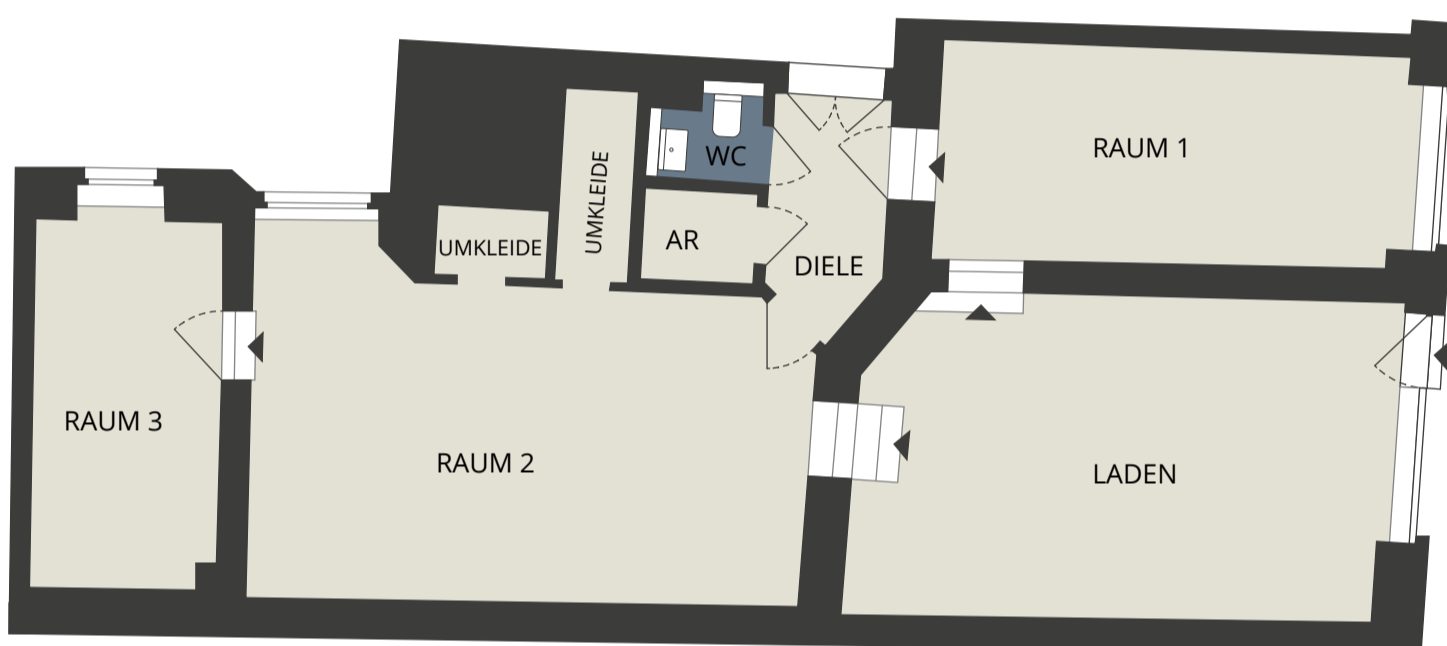 RAUM 1
WC
UMKLEIDE
AR
UMKLEIDE
DIELE
RAUM 3
RAUM 2
LADEN